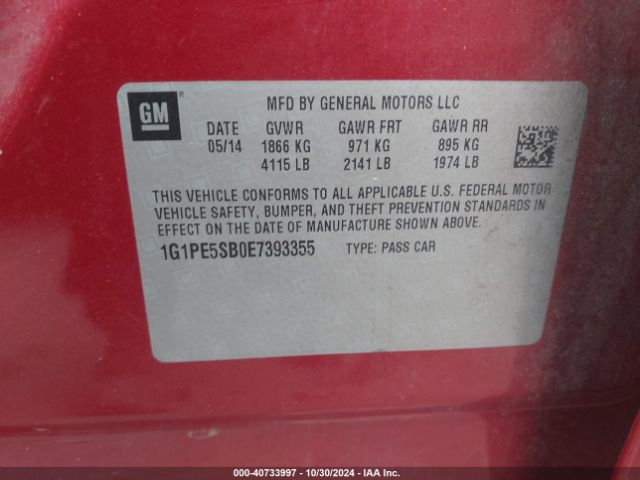 GM
MFD BY GENERAL MOTORS LLC
DATE GVWR GAWR FRT GAWR RR
05/14 1866 KG 971 KG 895 KG
4115 LB 2141 LB 1974 LB
THIS VEHICLE CONFORMS TO ALL APPLICABLE U.S. FEDERAL MOTOR
VEHICLE SAFETY, BUMPER, AND THEFT PREVENTION STANDARDS IN
EFFECT ON THE DATE OF MANUFACTURE SHOWN ABOVE.
1G1PE5SB0E7393355 TYPE: PASS CAR
000-40733997 - 10/30/2024 - IAA Inc.